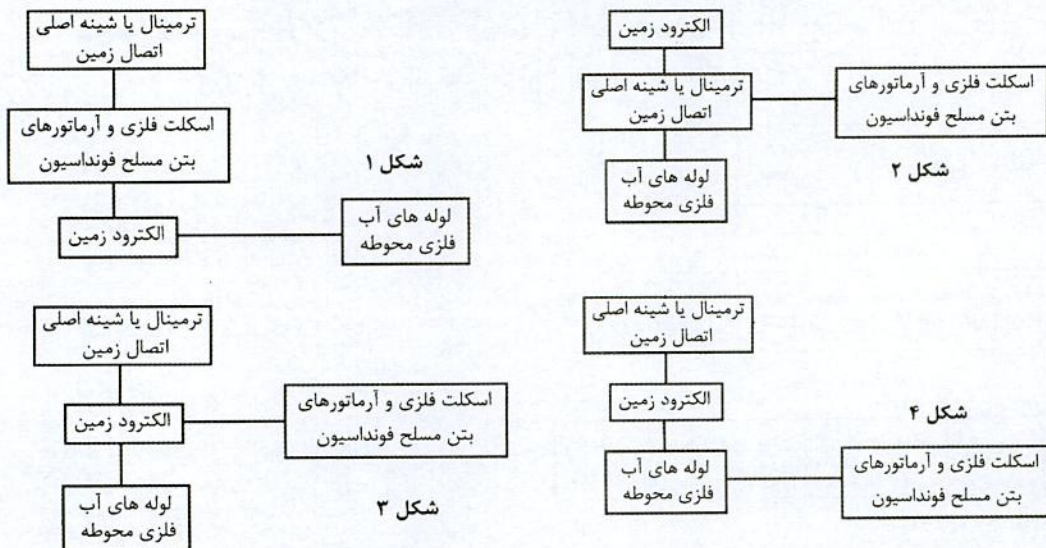 ترمینال یا شینه اصلی
اتصال زمین
اسکلت فلزی و آرماتورهای
بتن مسلح فونداسیون
شکل ۱
الکترود زمین
لوله های آب
فلزی محوطه
الکترود زمین
ترمینال یا شینه اصلی
اتصال زمین
اسکلت فلزی و آرماتورهای
بتن مسلح فونداسیون
شکل ۲
لوله های آب
فلزی محوطه
ترمینال یا شینه اصلی
اتصال زمین
الکترود زمین
اسکلت فلزی و آرماتورهای
بتن مسلح فونداسیون
لوله های آب
فلزی محوطه
شکل ۳
ترمینال یا شینه اصلی
اتصال زمین
الکترود زمین
شکل ۴
لوله های آب
فلزی محوطه
اسکلت فلزی و آرماتورهای
بتن مسلح فونداسیون